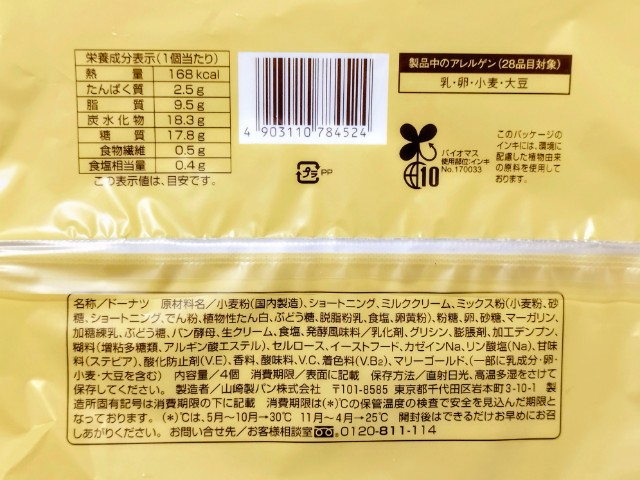 栄養成分表示(1個当たり)
熱量 168kcal
たんぱく質 2.5g
脂質 9.5g
炭水化物 18.3g
糖質 17.8g
食物繊維 0.5g
食塩相当量 0.4g
この表示値は、目安です。
4 903110 784524
プラ PP
製品中のアレルゲン(28品目対象)
乳・卵・小麦・大豆
バイオマス
使用部位:インキ
No.170033
10
このパッケージの
インキには、環境に
配慮した植物由来
の原料を使用して
おります。
名称/ドーナツ 原材料名/小麦粉(国内製造)、ショートニング、ミルククリーム、ミックス粉(小麦粉、砂
糖、ショートニング、でん粉、植物性たん白、ぶどう糖、脱脂粉乳、食塩、卵黄粉)、粉糖、卵、砂糖、マーガリン、
加糖練乳、ぶどう糖、パン酵母、生クリーム、食塩、発酵風味料/乳化剤、グリシン、膨脹剤、加工デンプン、
糊料(増粘多糖類、アルギン酸エステル)、セルロース、イーストフード、カゼインNa、リン酸塩(Na)、甘味
料(ステビア)、酸化防止剤(V.E)、香料、酸味料、V.C、着色料(V.B₂)、マリーゴールド、(一部に乳成分・卵・
小麦・大豆を含む) 内容量/4個 消費期限/表面に記載 保存方法/直射日光、高温多湿をさけて
保存してください。 製造者/山崎製パン株式会社 〒101-8585 東京都千代田区岩本町3-10-1 製
造所固有記号は消費期限の下に記載 消費期限は(*)℃の保管温度の検査で安全を見込んだ期限と
なっております。 (*)℃は、5月～10月→30℃ 11月～4月→25℃ 開封後はできるだけお早めにお召
しあがりください。 お問い合せ先/お客様相談室 0120-811-114